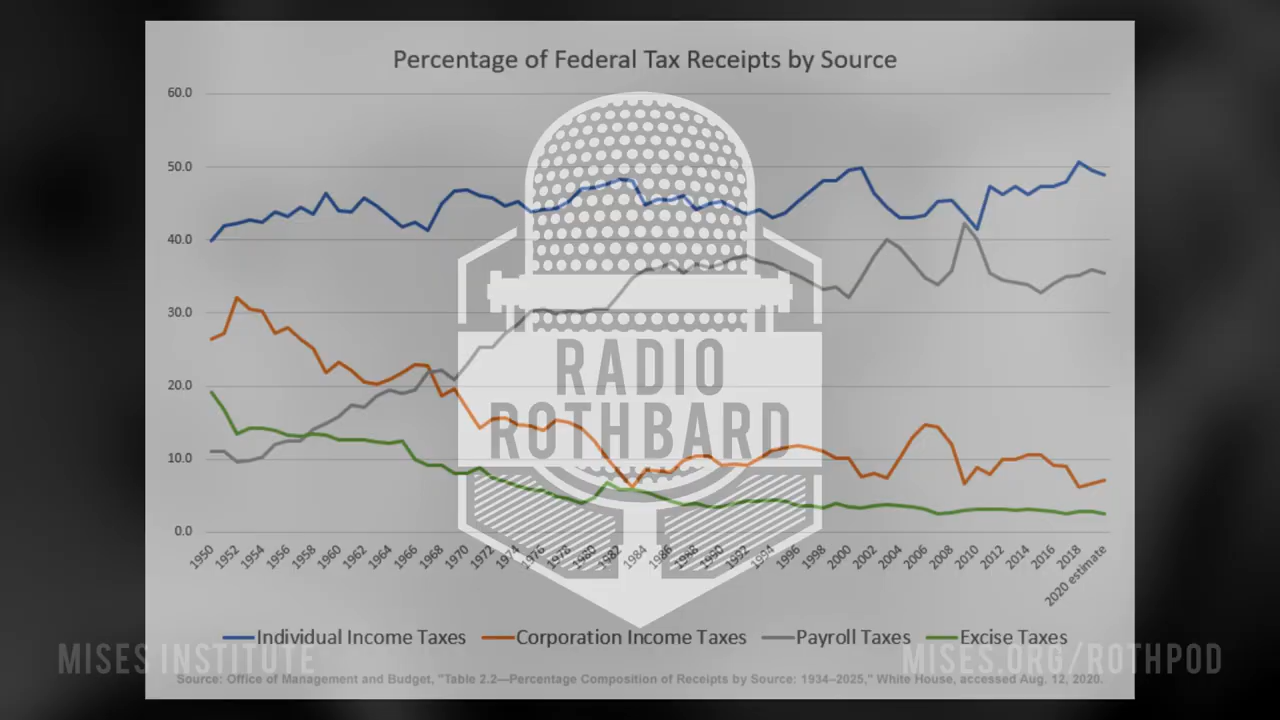 Percentage of Federal Tax Receipts by Source
60.0
50.0
40.0
30.0
20.0
10.0
0.0
1950 1952 1954 1956 1958 1960 1962 1964 1966 1968 1970 1972 1974 1976 1978 1980 1982 1984 1986 1988 1990 1992 1994 1996 1998 2000 2002 2004 2006 2008 2010 2012 2014 2016 2018 2020 estimate
RADIO
ROTHBARD
Individual Income Taxes Corporation Income Taxes Payroll Taxes Excise Taxes
MISES INSTITUTE MISES.ORG/ROTHPOD
Source: Office of Management and Budget, "Table 2.2—Percentage Composition of Receipts by Source: 1934–2025," White House, accessed Aug. 12, 2020.